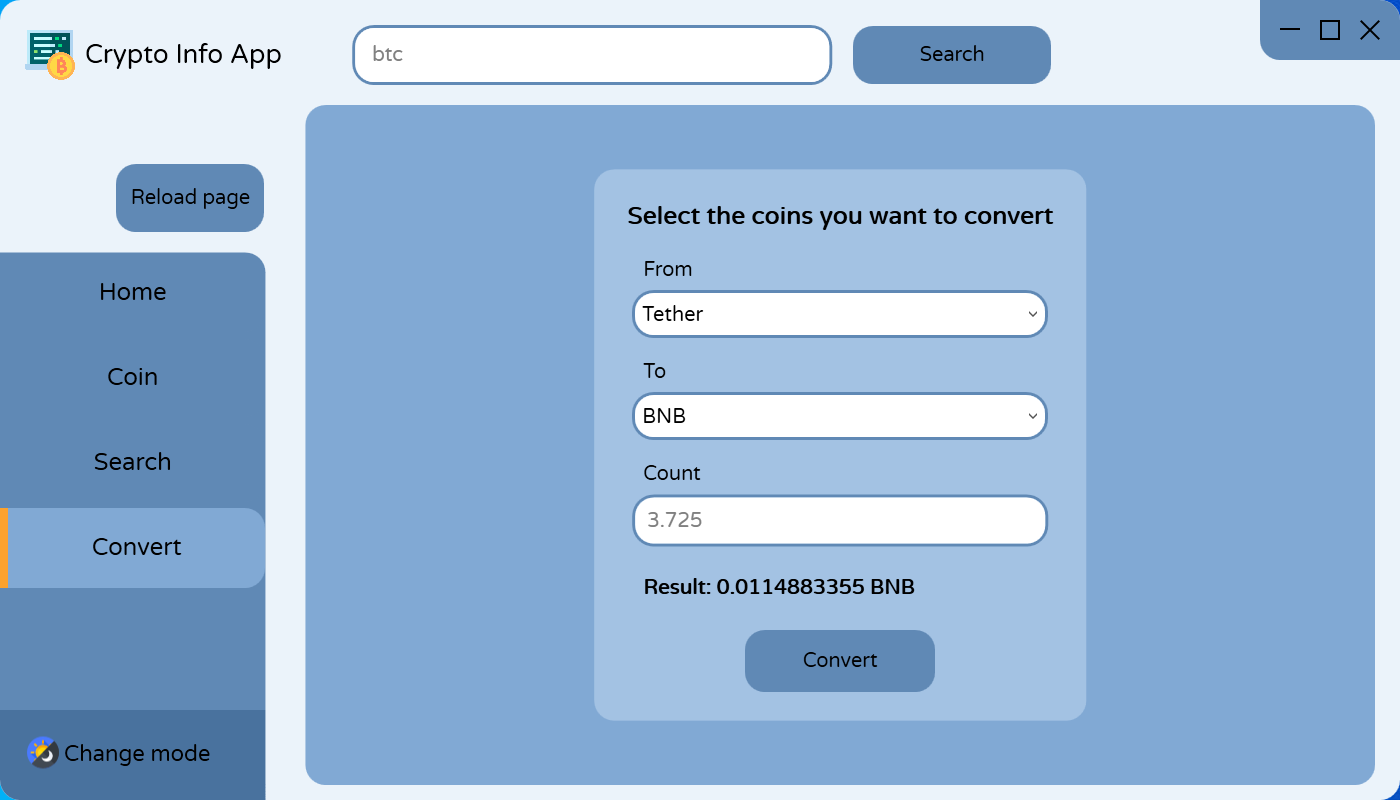 Crypto Info App
btc
Search
Reload page
Home
Coin
Search
Convert
Change mode
Select the coins you want to convert
From
Tether
To
BNB
Count
3.725
Result: 0.0114883355 BNB
Convert